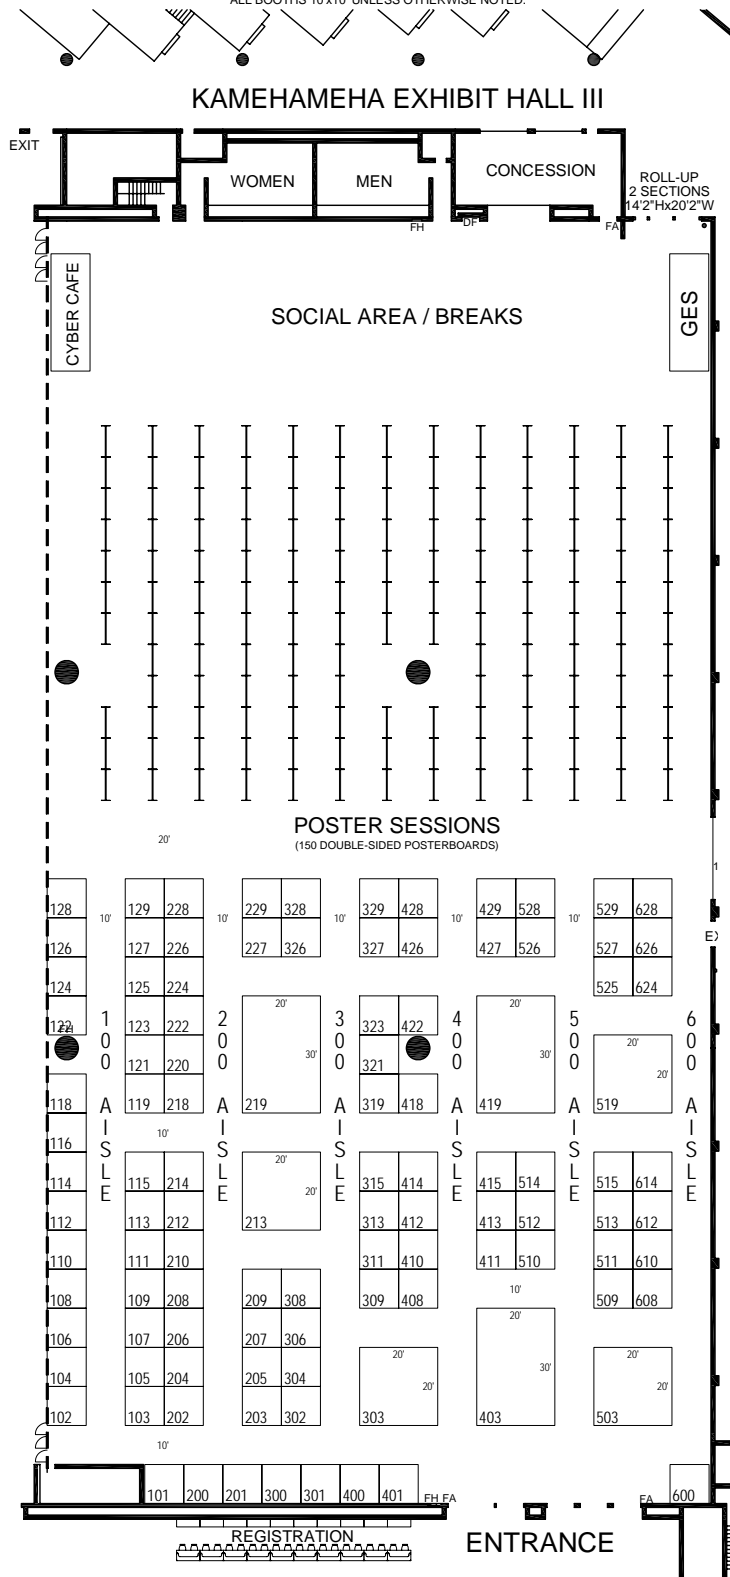 ALL BOOTHS 10'x10' UNLESS OTHERWISE NOTED.
KAMEHAMEHA EXHIBIT HALL III
EXIT
WOMEN
MEN
CONCESSION
ROLL-UP
2 SECTIONS
14'2"Hx20'2"W
FH
DF
FA
CYBER CAFE
SOCIAL AREA / BREAKS
GES
POSTER SESSIONS
(150 DOUBLE-SIDED POSTERBOARDS)
20'
128 129 228 229 328 329 428 429 528 529 628
10' 10' 10' 10' 10'
126 127 226 227 326 327 426 427 526 527 626
124 125 224 525 624
122 123 222 323 422
FH
20' 20' 20'
30' 30' 20'
121 220 321
118 119 218 219 319 418 419 519
100 AISLE
200 AISLE
300 AISLE
400 AISLE
500 AISLE
600 AISLE
10'
116
114 115 214 315 414 415 514 515 614
20'
20'
112 113 212 213 313 412 413 512 513 612
110 111 210 311 410 411 510 511 610
108 109 208 209 308 309 408 509 608
10'
106 107 206 207 306
20' 20' 20'
20' 30' 20'
104 105 204 205 304
102 103 202 203 302 303 403 503
10'
101 200 201 300 301 400 401 600
FH FA
FA
REGISTRATION
ENTRANCE